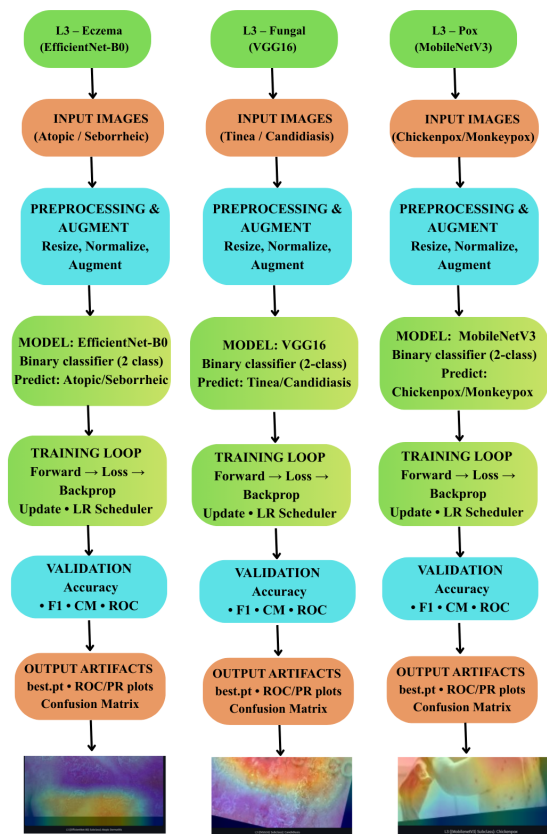 L3 – Eczema
(EfficientNet-B0)
INPUT IMAGES
(Atopic / Seborrheic)
PREPROCESSING &
AUGMENT
Resize, Normalize,
Augment
MODEL: EfficientNet-B0
Binary classifier (2 class)
Predict: Atopic/Seborrheic
TRAINING LOOP
Forward → Loss →
Backprop
Update • LR Scheduler
VALIDATION
Accuracy
• F1 • CM • ROC
OUTPUT ARTIFACTS
best.pt • ROC/PR plots
Confusion Matrix
L3 – Fungal
(VGG16)
INPUT IMAGES
(Tinea / Candidiasis)
PREPROCESSING &
AUGMENT
Resize, Normalize,
Augment
MODEL: VGG16
Binary classifier (2-class)
Predict: Tinea/Candidiasis
TRAINING LOOP
Forward → Loss →
Backprop
Update • LR Scheduler
VALIDATION
Accuracy
• F1 • CM • ROC
OUTPUT ARTIFACTS
best.pt • ROC/PR plots
Confusion Matrix
L3 – Pox
(MobileNetV3)
INPUT IMAGES
(Chickenpox/Monkeypox)
PREPROCESSING &
AUGMENT
Resize, Normalize,
Augment
MODEL: MobileNetV3
Binary classifier (2-class)
Predict:
Chickenpox/Monkeypox
TRAINING LOOP
Forward → Loss →
Backprop
Update • LR Scheduler
VALIDATION
Accuracy
• F1 • CM • ROC
OUTPUT ARTIFACTS
best.pt • ROC/PR plots
Confusion Matrix